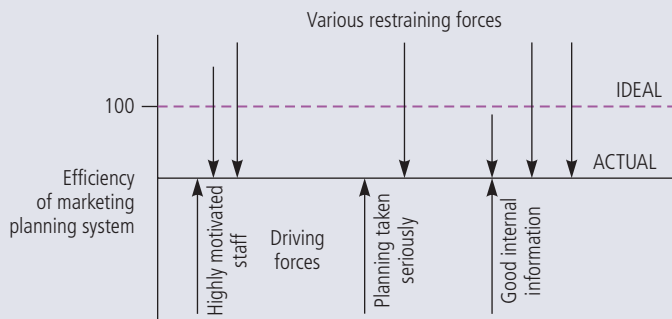 Various restraining forces
IDEAL
100
ACTUAL
Efficiency
of marketing
planning system
Highly motivated
staff
Driving
forces
Planning taken
seriously
Good internal
information